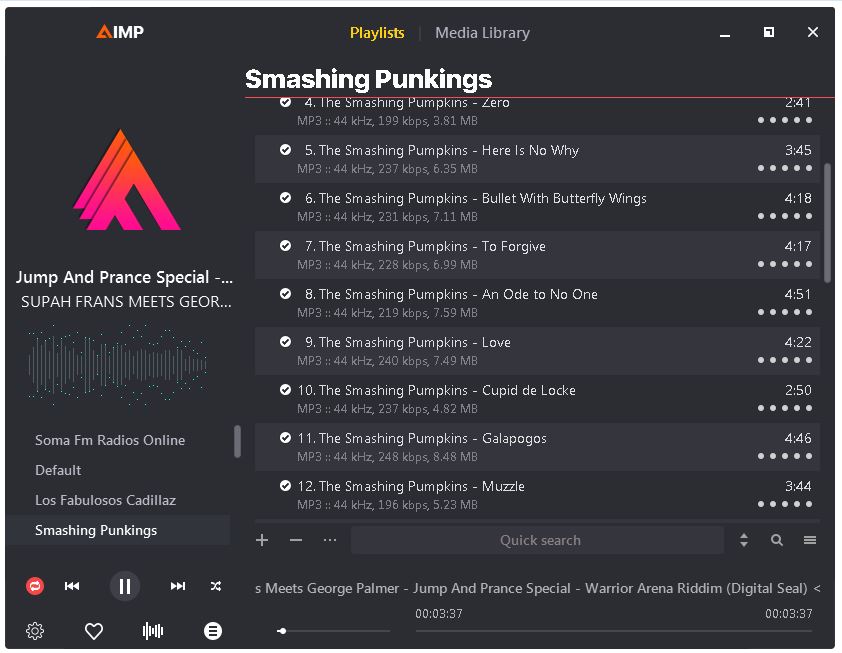 AIMP
Playlists
Media Library
Smashing Punkings
4. The Smashing Pumpkins - Zero 2:41
MP3 :: 44 kHz, 199 kbps, 3.81 MB
5. The Smashing Pumpkins - Here Is No Why 3:45
MP3 :: 44 kHz, 237 kbps, 6.35 MB
6. The Smashing Pumpkins - Bullet With Butterfly Wings 4:18
MP3 :: 44 kHz, 231 kbps, 7.11 MB
7. The Smashing Pumpkins - To Forgive 4:17
MP3 :: 44 kHz, 228 kbps, 6.99 MB
8. The Smashing Pumpkins - An Ode to No One 4:51
MP3 :: 44 kHz, 219 kbps, 7.59 MB
9. The Smashing Pumpkins - Love 4:22
MP3 :: 44 kHz, 240 kbps, 7.49 MB
10. The Smashing Pumpkins - Cupid de Locke 2:50
MP3 :: 44 kHz, 237 kbps, 4.82 MB
11. The Smashing Pumpkins - Galapogos 4:46
MP3 :: 44 kHz, 248 kbps, 8.48 MB
12. The Smashing Pumpkins - Muzzle 3:44
MP3 :: 44 kHz, 196 kbps, 5.23 MB
Jump And Prance Special -...
SUPAH FRANS MEETS GEOR...
Soma Fm Radios Online
Default
Los Fabulosos Cadillaz
Smashing Punkings
Quick search
s Meets George Palmer - Jump And Prance Special - Warrior Arena Riddim (Digital Seal) <
00:03:37 00:03:37